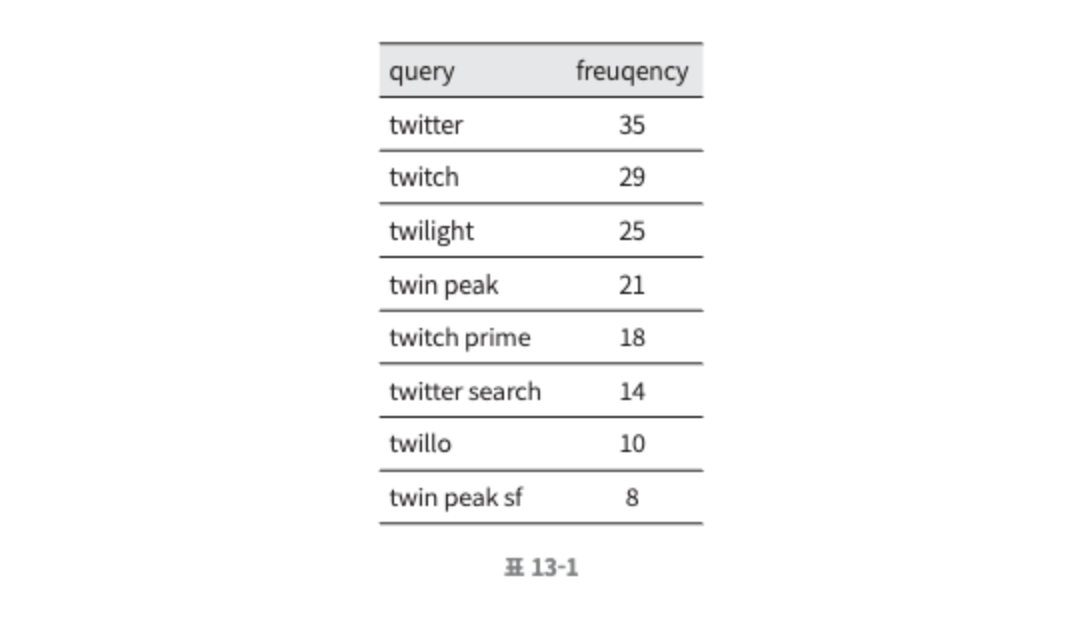 query freuqency
twitter 35
twitch 29
twilight 25
twin peak 21
twitch prime 18
twitter search 14
twillo 10
twin peak sf 8
표 13-1